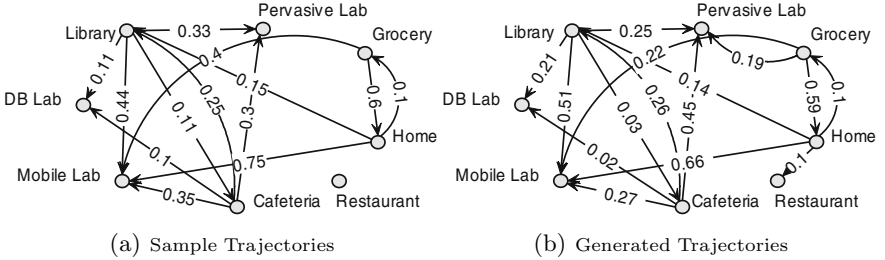 Library 0.33 Pervasive Lab
Grocery
0.4
0.11 0.44 0.15 0.25 0.11 0.3 0.6 0.1
DB Lab
Home
0.1 0.75
Mobile Lab
0.35
Cafeteria Restaurant
(a) Sample Trajectories
Library 0.25 Pervasive Lab
Grocery
0.22 0.19
0.21 0.51 0.14 0.26 0.03 0.45 0.59 0.1
DB Lab
Home
0.02 0.66 0.1
Mobile Lab
0.27
Cafeteria Restaurant
(b) Generated Trajectories